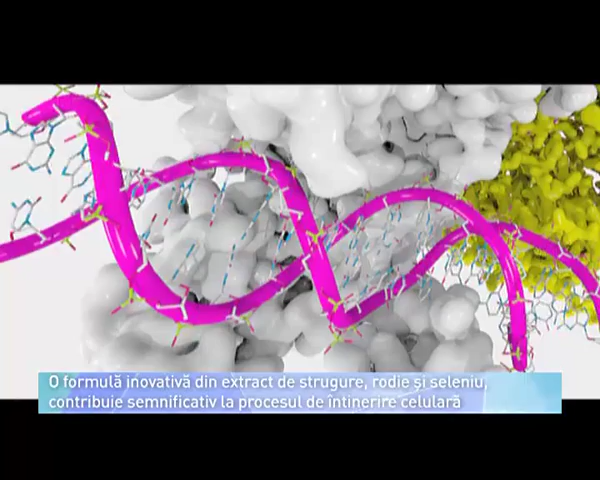 O formulă inovativă din extract de strugure, rodie și seleniu,
contribuie semnificativ la procesul de întinerire celulară